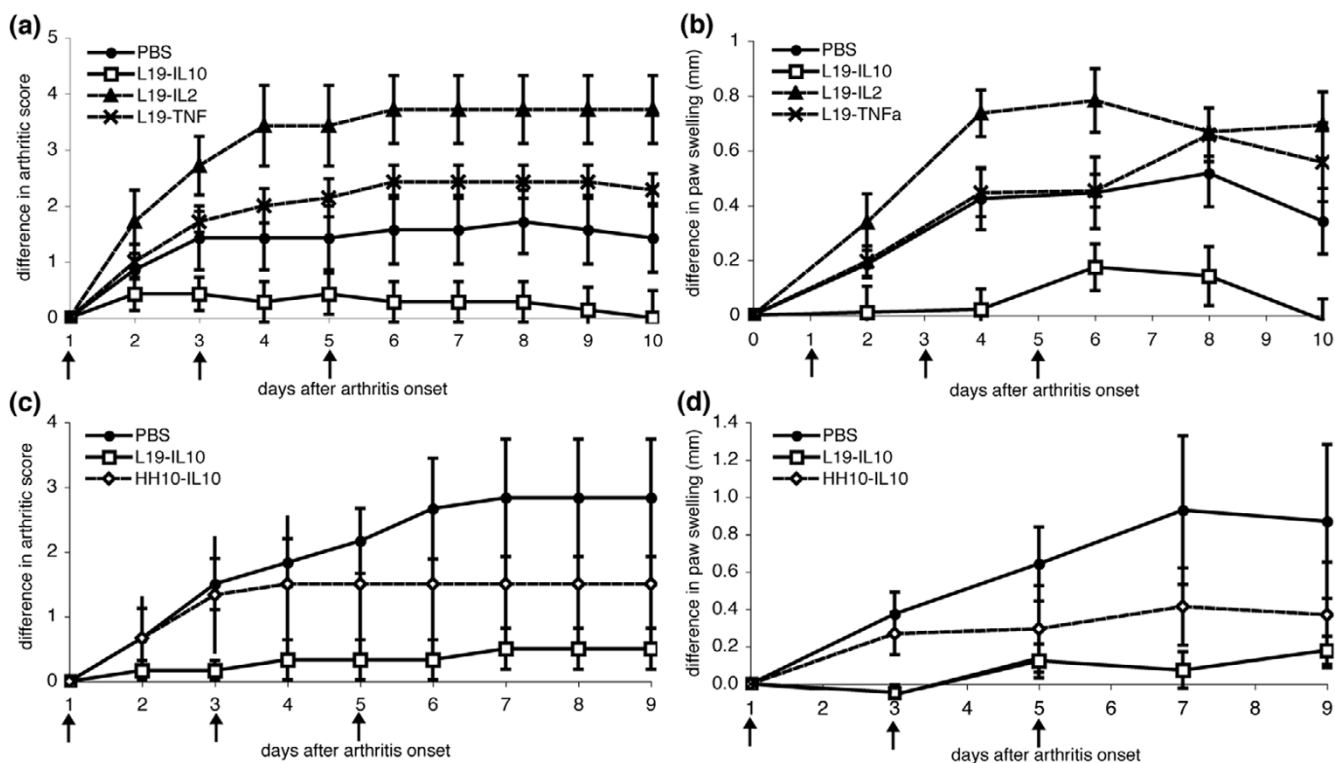 (a)
difference in arthritic score
5
4
3
2
1
0
PBS
L19-IL10
L19-IL2
L19-TNF
1 2 3 4 5 6 7 8 9 10
days after arthritis onset
(b)
difference in paw swelling (mm)
1
0.8
0.6
0.4
0.2
0
PBS
L19-IL10
L19-IL2
L19-TNFa
0 1 2 3 4 5 6 7 8 9 10
days after arthritis onset
(c)
difference in arthritic score
4
3
2
1
0
PBS
L19-IL10
HH10-IL10
1 2 3 4 5 6 7 8 9
days after arthritis onset
(d)
difference in paw swelling (mm)
1.4
1.2
1.0
0.8
0.6
0.4
0.2
0.0
PBS
L19-IL10
HH10-IL10
1 2 3 4 5 6 7 8 9
days after arthritis onset